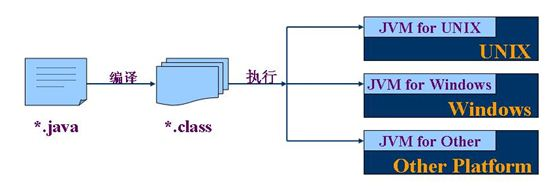 *.java
编译
*.class
执行
JVM for UNIX
UNIX
JVM for Windows
Windows
JVM for Other
Other Platform